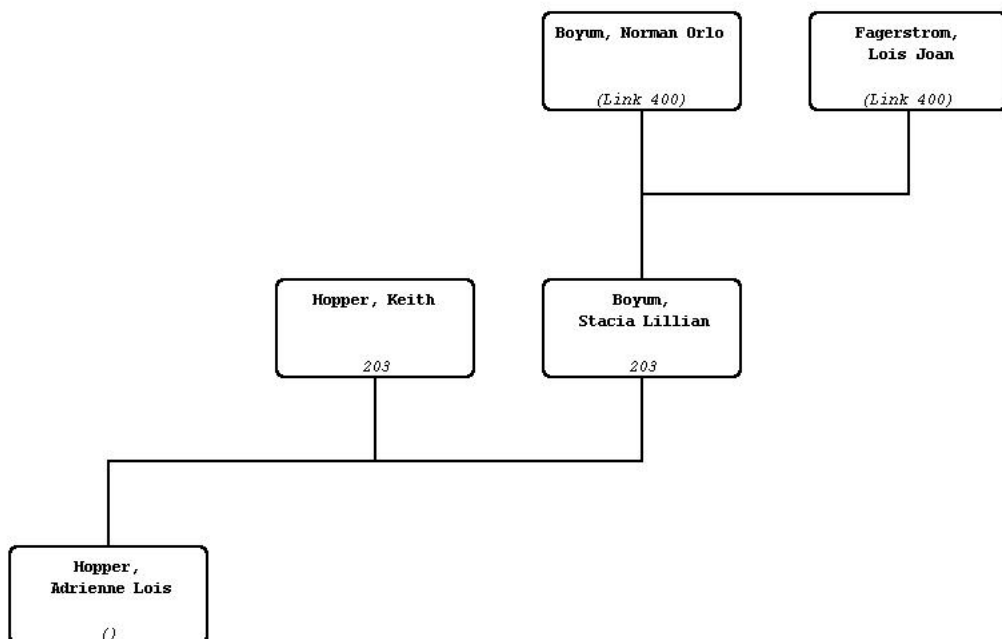 Boyum, Norman Orlo
(Link 400)
Fagerstrom,
Lois Joan
(Link 400)
Hopper, Keith
203
Boyum,
Stacia Lillian
203
Hopper,
Adrienne Lois
()